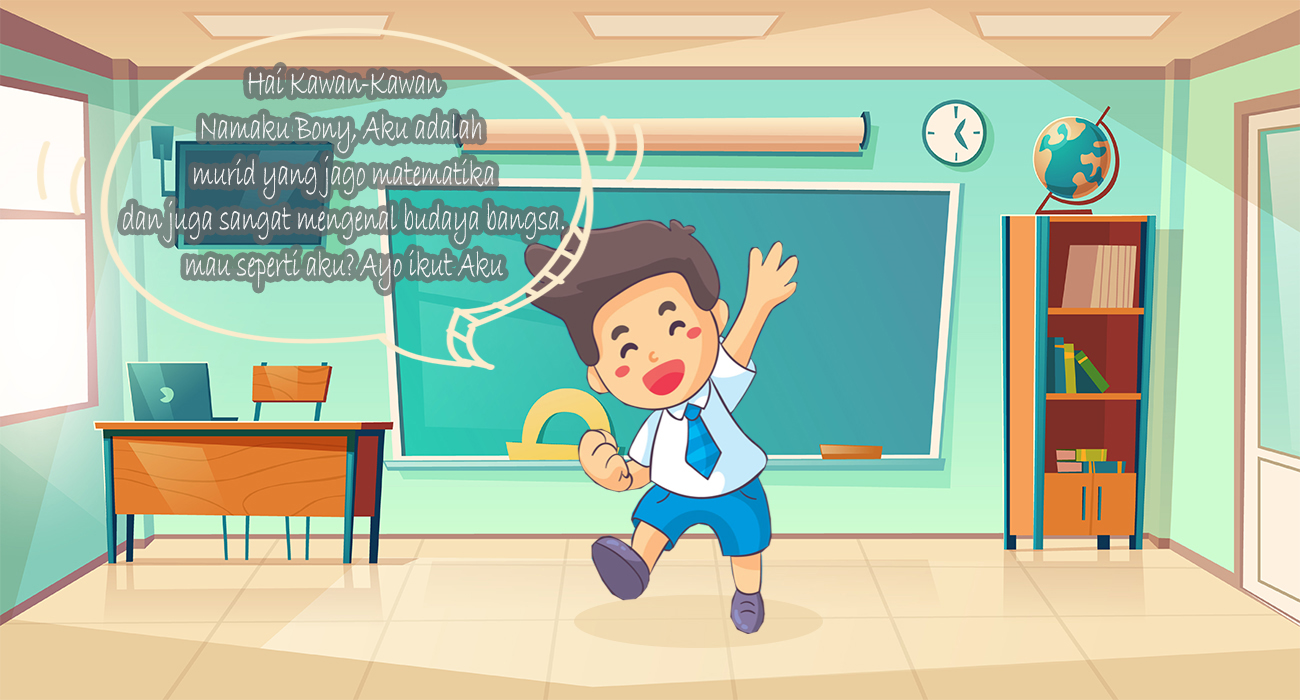 Hai Kawan-Kawan
Namaku Bony, Aku adalah
murid yang jago matematika
dan juga sangat mengenal budaya bangsa.
mau seperti aku? Ayo ikut Aku